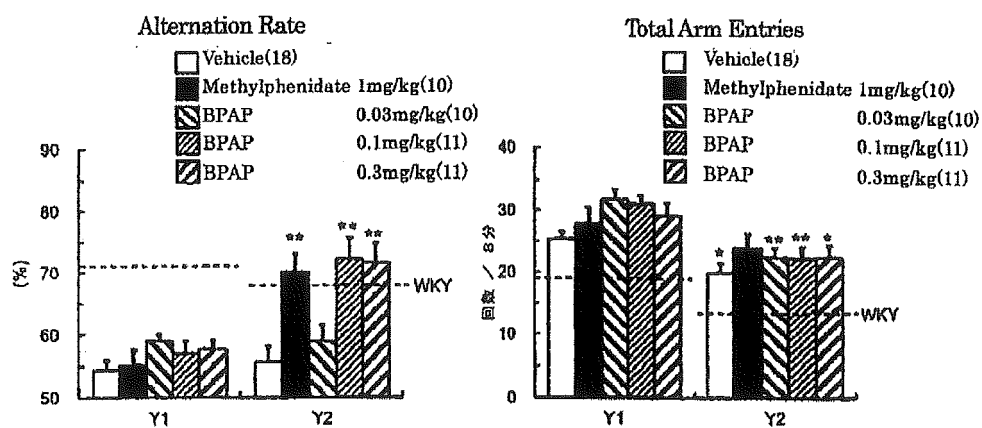 Alternation Rate
Vehicle(18)
Methylphenidate 1mg/kg(10)
BPAP 0.03mg/kg(10)
BPAP 0.1mg/kg(11)
BPAP 0.3mg/kg(11)
90
80
70
60
50
(%)
**
**
**
WKY
Y1
Y2
Total Arm Entries
Vehicle(18)
Methylphenidate 1mg/kg(10)
BPAP 0.03mg/kg(10)
BPAP 0.1mg/kg(11)
BPAP 0.3mg/kg(11)
40
30
20
10
0
回数 / 8分
*
**
**
*
WKY
Y1
Y2